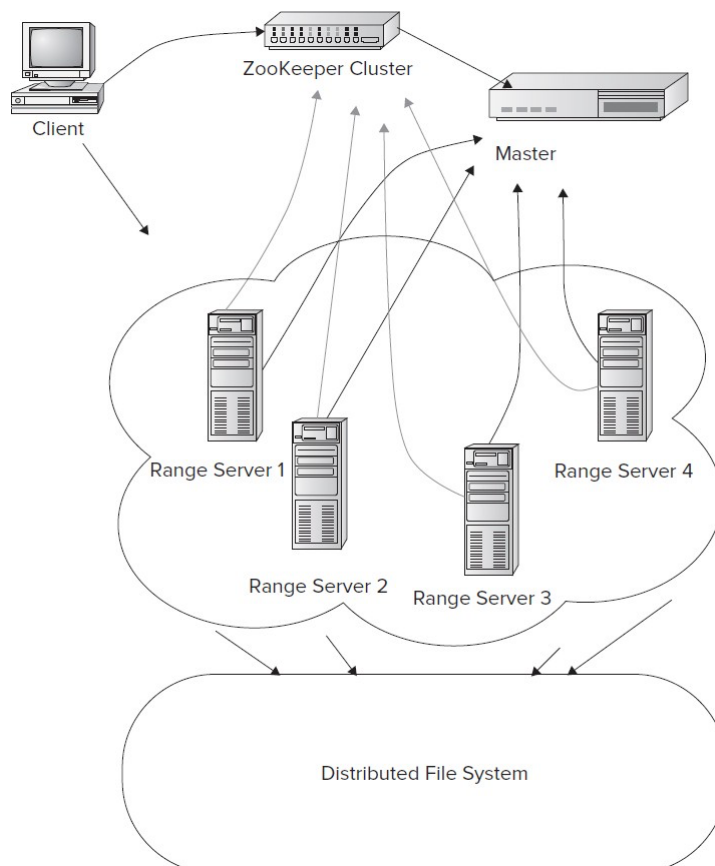 ZooKeeper Cluster
Client
Master
Range Server 1
Range Server 4
Range Server 2
Range Server 3
Distributed File System